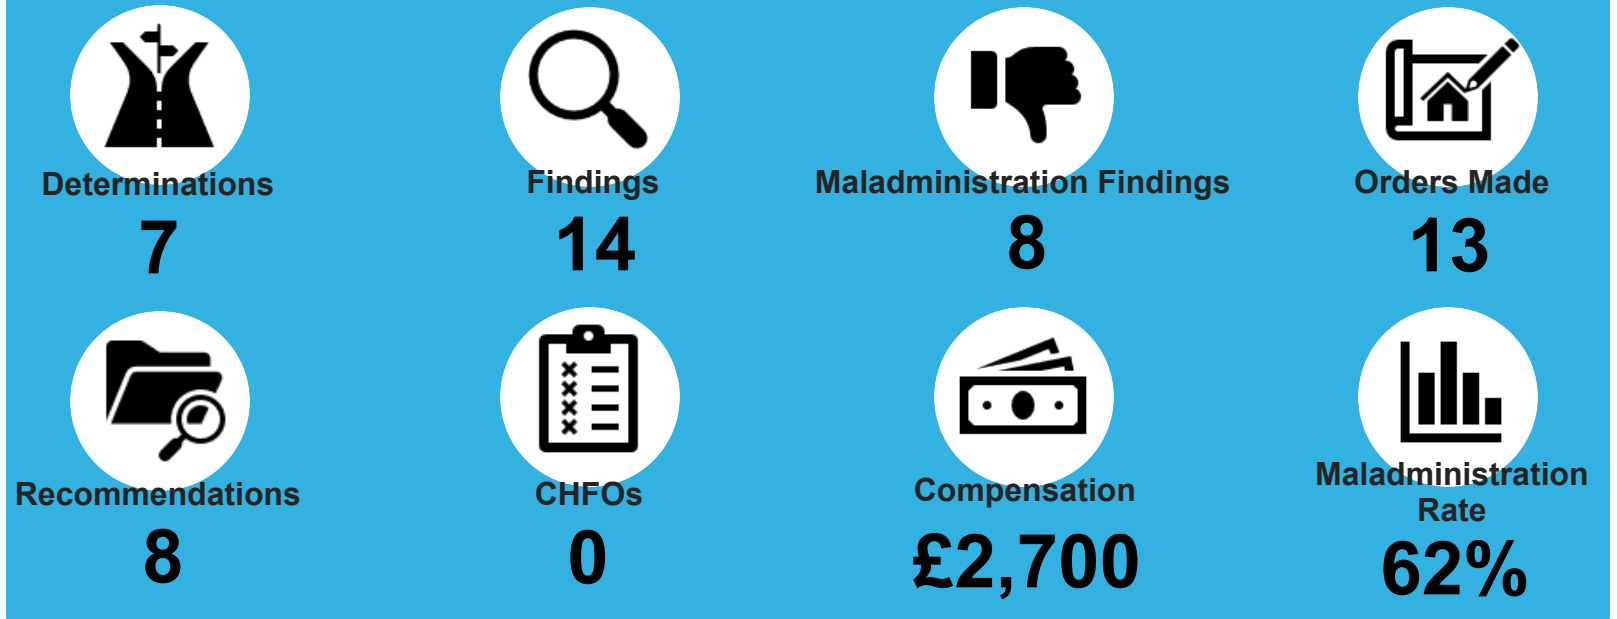 Determinations
7
Findings
14
Maladministration Findings
8
Orders Made
13
Recommendations
8
CHFOs
0
Compensation
£2,700
Maladministration
Rate
62%